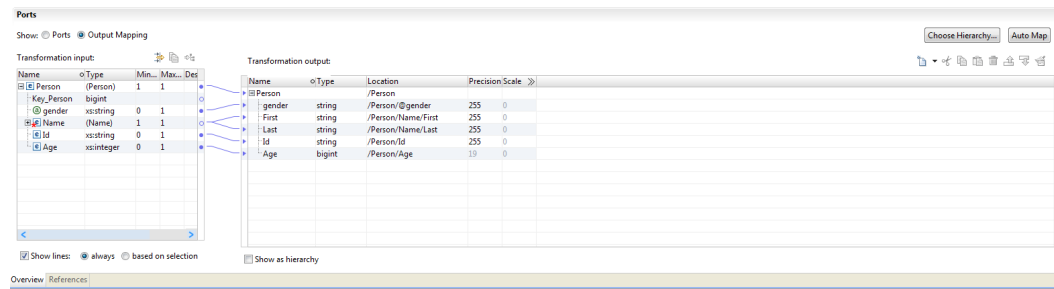 Ports
Show: Ports Output Mapping
Choose Hierarchy... Auto Map
Transformation input:
Name Type Min... Max... Des
Person (Person) 1 1
Key_Person bigint
gender xs:string 0 1
Name (Name) 1 1
Id xs:string 0 1
Age xs:integer 0 1
Show lines: always based on selection
Transformation output:
Name Type Location Precision Scale
Person /Person
gender string /Person/@gender 255 0
First string /Person/Name/First 255 0
Last string /Person/Name/Last 255 0
Id string /Person/Id 255 0
Age bigint /Person/Age 19 0
Show as hierarchy
Overview References